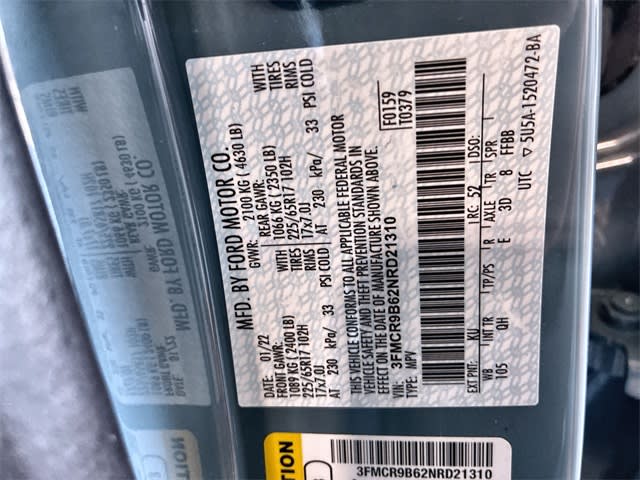 MFD. BY FORD MOTOR CO.
01/22
GVWR: 2100 KG ( 4630 LB)
FRONT GAWR: 1089 KG ( 2400 LB)
REAR GAWR: 1066 KG ( 2350 LB)
WITH TIRES RIMS
225/65R17 102H
17x7.0J
AT 230 kPa/ 33 PSI COLD
225/65R17 102H
17x7.0J
AT 230 kPa/ 33 PSI COLD
WITH TIRES RIMS
THIS VEHICLE CONFORMS TO ALL APPLICABLE FEDERAL MOTOR
VEHICLE SAFETY AND THEFT PREVENTION STANDARDS IN
EFFECT ON THE DATE OF MANUFACTURE SHOWN ABOVE.
VIN: 3FMCR9B62NRD21310
TYPE: MPV
F0159
T0379
EXT PNT: KU RC: 52 DSO:
WB INT TR TP/PS R AXLE TR SPR
105 QH E 3D 8 FFBB
UTC ▽ 5U5A-1520472-BA
3FMCR9B62NRD21310